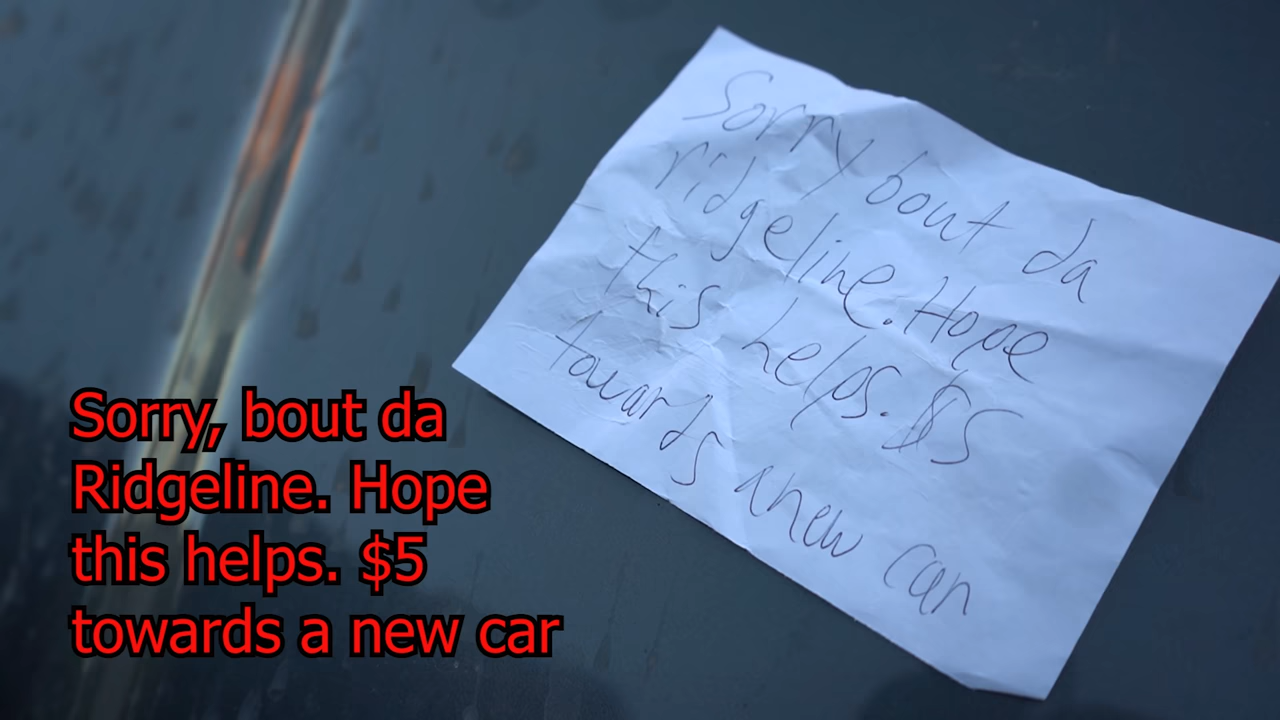 Sorry bout da
ridgeline. Hope
this helps. $5
towards a new car
Sorry, bout da
Ridgeline. Hope
this helps. $5
towards a new car